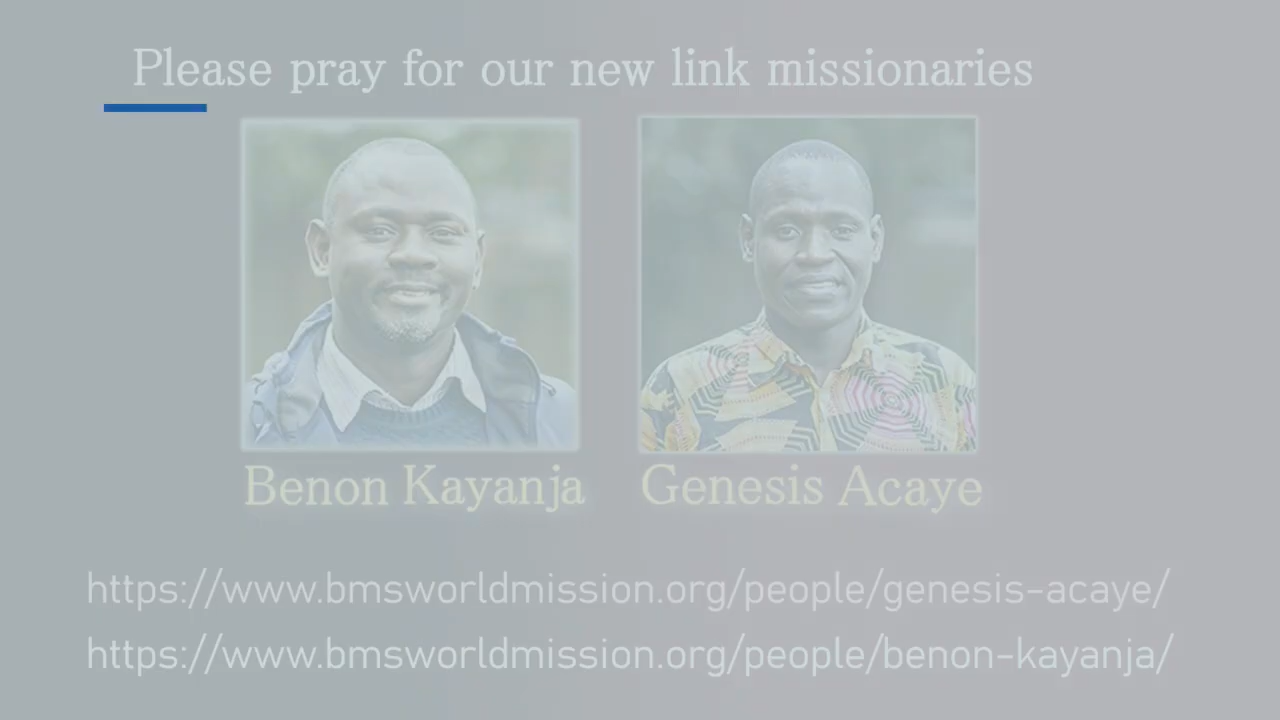 Please pray for our new link missionaries
Benon Kayanja
Genesis Acaye
https://www.bmsworldmission.org/people/genesis-acaye/
https://www.bmsworldmission.org/people/benon-kayanja/